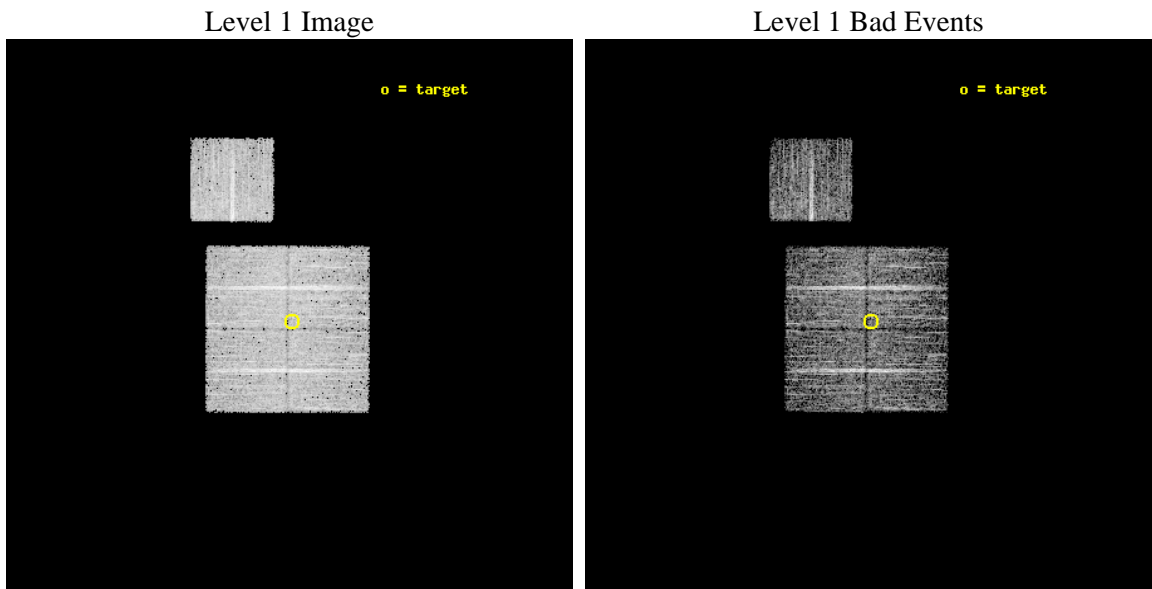 Level 1 Image
Level 1 Bad Events
o = target
o = target